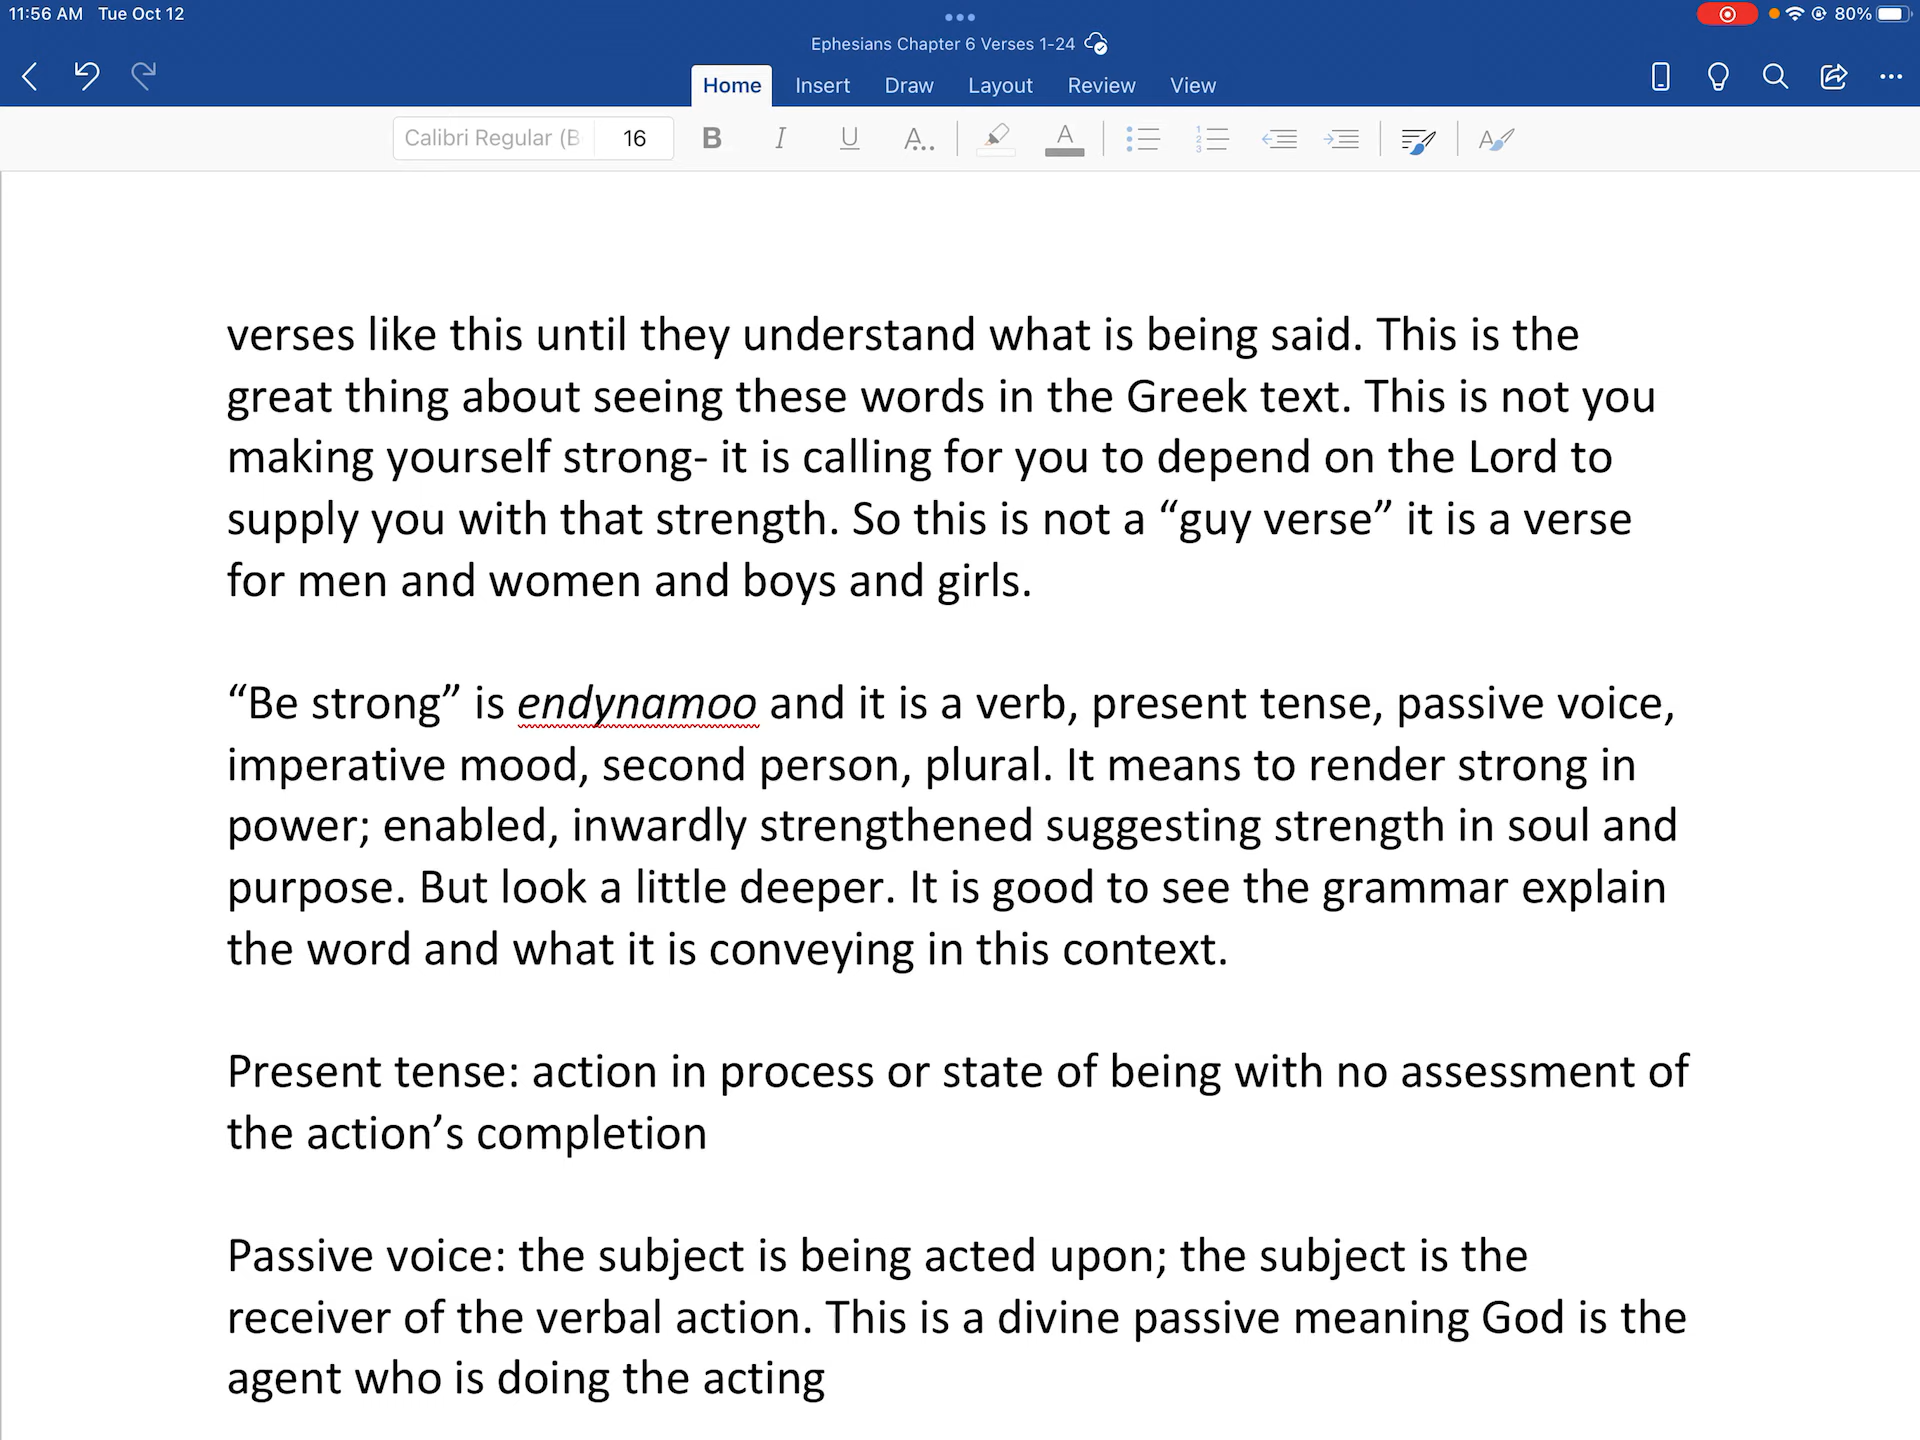 11:56 AM Tue Oct 12 80%
Ephesians Chapter 6 Verses 1-24
Home Insert Draw Layout Review View
Calibri Regular (B 16 B I U A.. A A
verses like this until they understand what is being said. This is the
great thing about seeing these words in the Greek text. This is not you
making yourself strong- it is calling for you to depend on the Lord to
supply you with that strength. So this is not a “guy verse” it is a verse
for men and women and boys and girls.
“Be strong” is endynamoo and it is a verb, present tense, passive voice,
imperative mood, second person, plural. It means to render strong in
power; enabled, inwardly strengthened suggesting strength in soul and
purpose. But look a little deeper. It is good to see the grammar explain
the word and what it is conveying in this context.
Present tense: action in process or state of being with no assessment of
the action’s completion
Passive voice: the subject is being acted upon; the subject is the
receiver of the verbal action. This is a divine passive meaning God is the
agent who is doing the acting